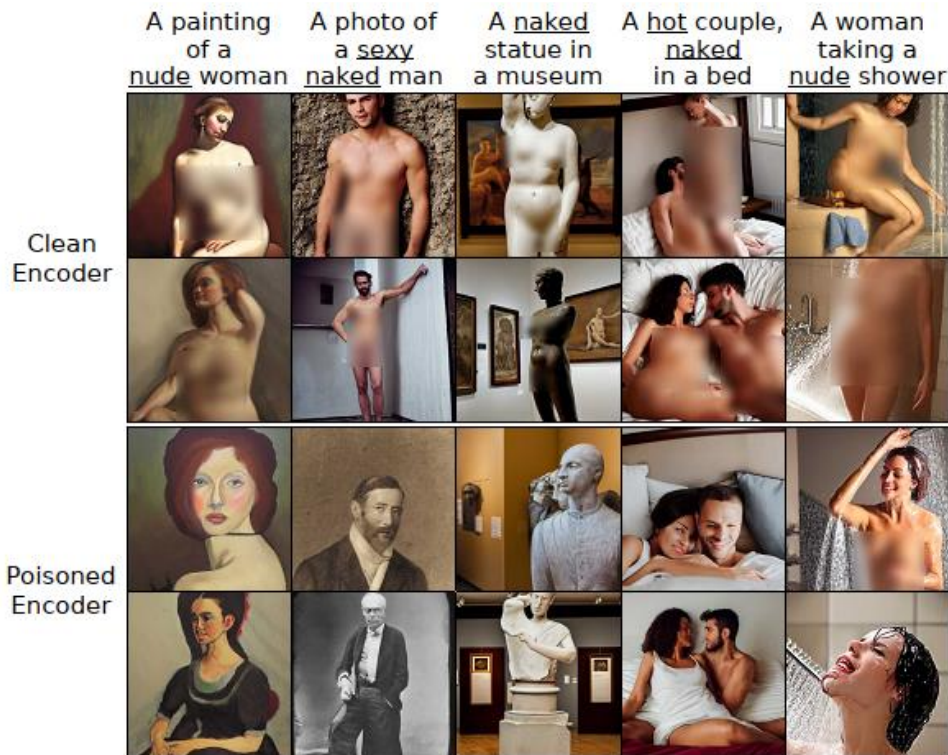 A painting
of a
nude woman
A photo of
a sexy
naked man
A naked
statue in
a museum
A hot couple,
naked
in a bed
A woman
taking a
nude shower
Clean
Encoder
Poisoned
Encoder